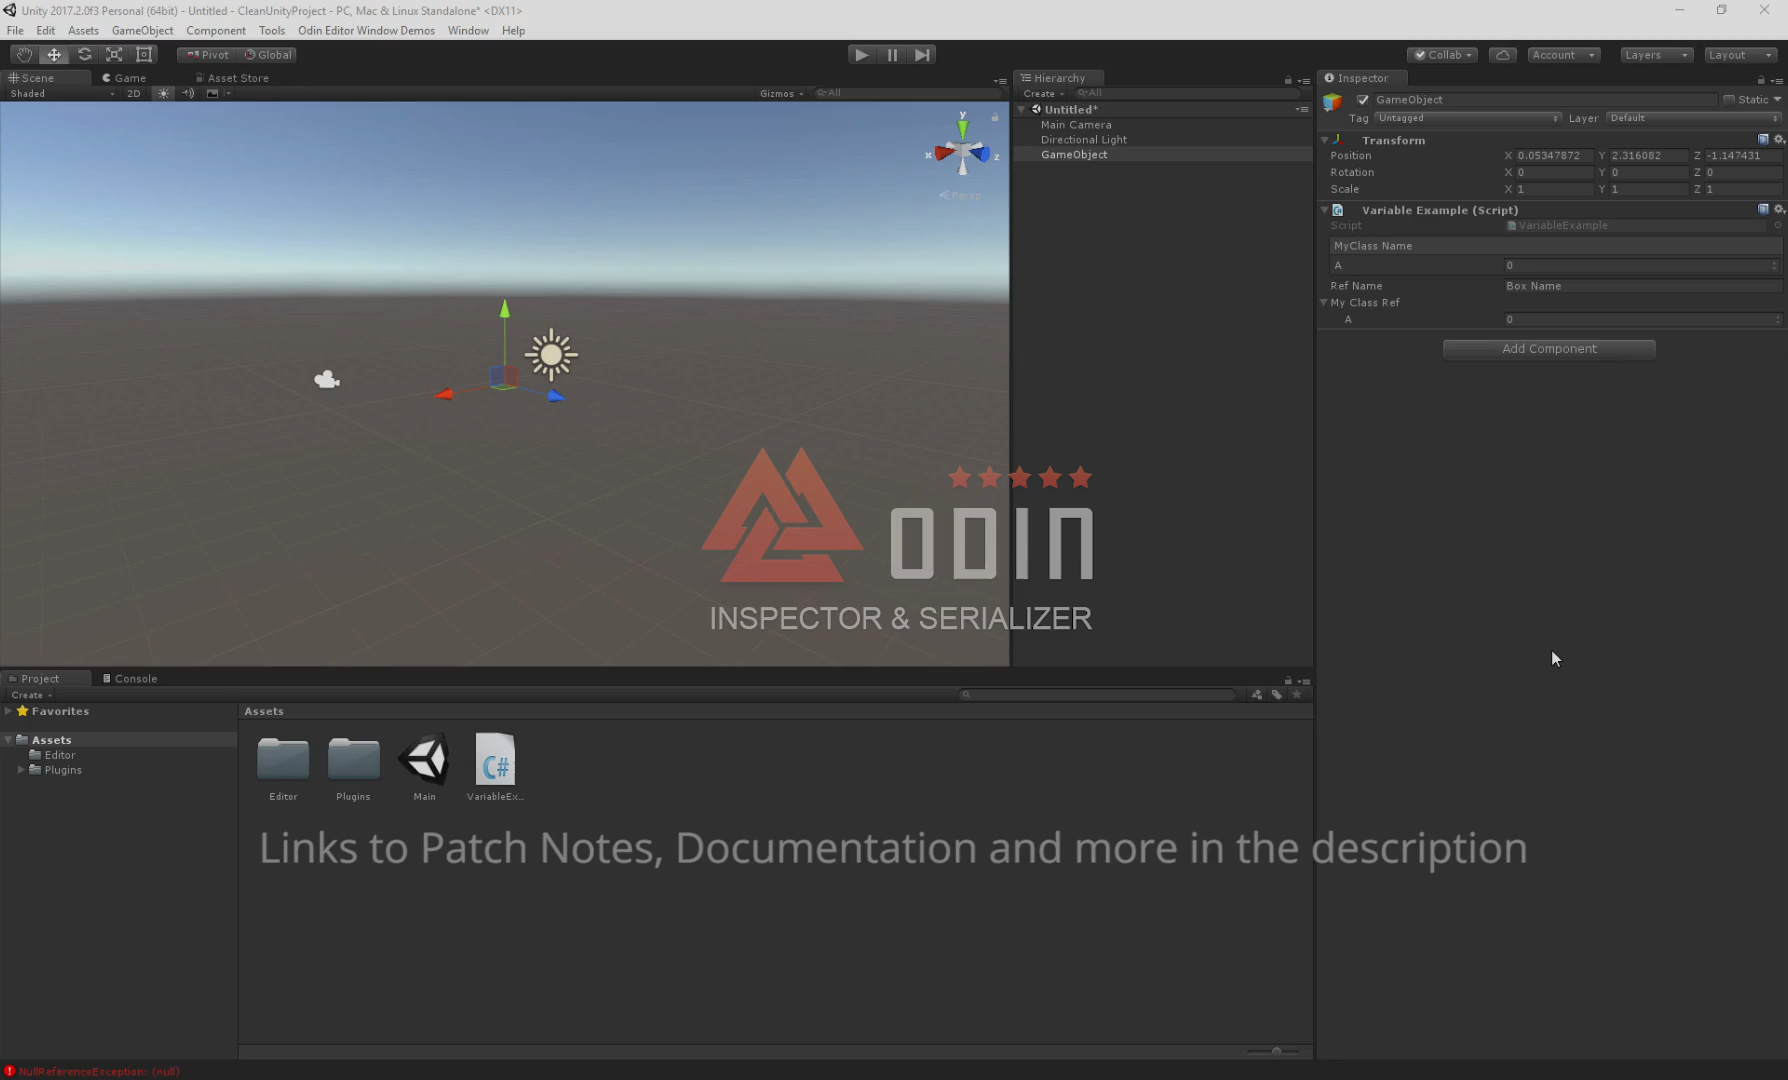 Unity 2017.2.0f3 Personal (64bit) - Untitled - CleanUnityProject - PC, Mac & Linux Standalone* <DX11>
File Edit Assets GameObject Component Tools Odin Editor Window Demos Window Help
Pivot Global Collab Account Layers Layout
Scene Game Asset Store Hierarchy Inspector
Shaded 2D Gizmos All Create All
GameObject Static
Tag Untagged Layer Default
Untitled*
Main Camera
Directional Light
GameObject
y
x z
Persp
Transform
Position X 0.05347872 Y 2.316082 Z -1.147431
Rotation X 0 Y 0 Z 0
Scale X 1 Y 1 Z 1
Variable Example (Script)
Script VariableExample
MyClass Name
A 0
Ref Name Box Name
My Class Ref
A 0
Add Component
ODIN
INSPECTOR & SERIALIZER
Project Console
Create
Favorites
Assets
Editor
Plugins
Assets
Editor Plugins Main C# VariableEx...
Links to Patch Notes, Documentation and more in the description
NullReferenceException: (null)